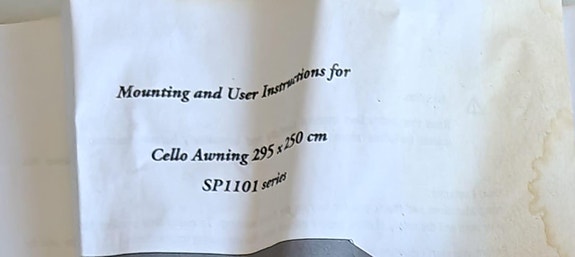 Mounting and User Instructions for
Cello Awning 295 x 250 cm
SP1101 series